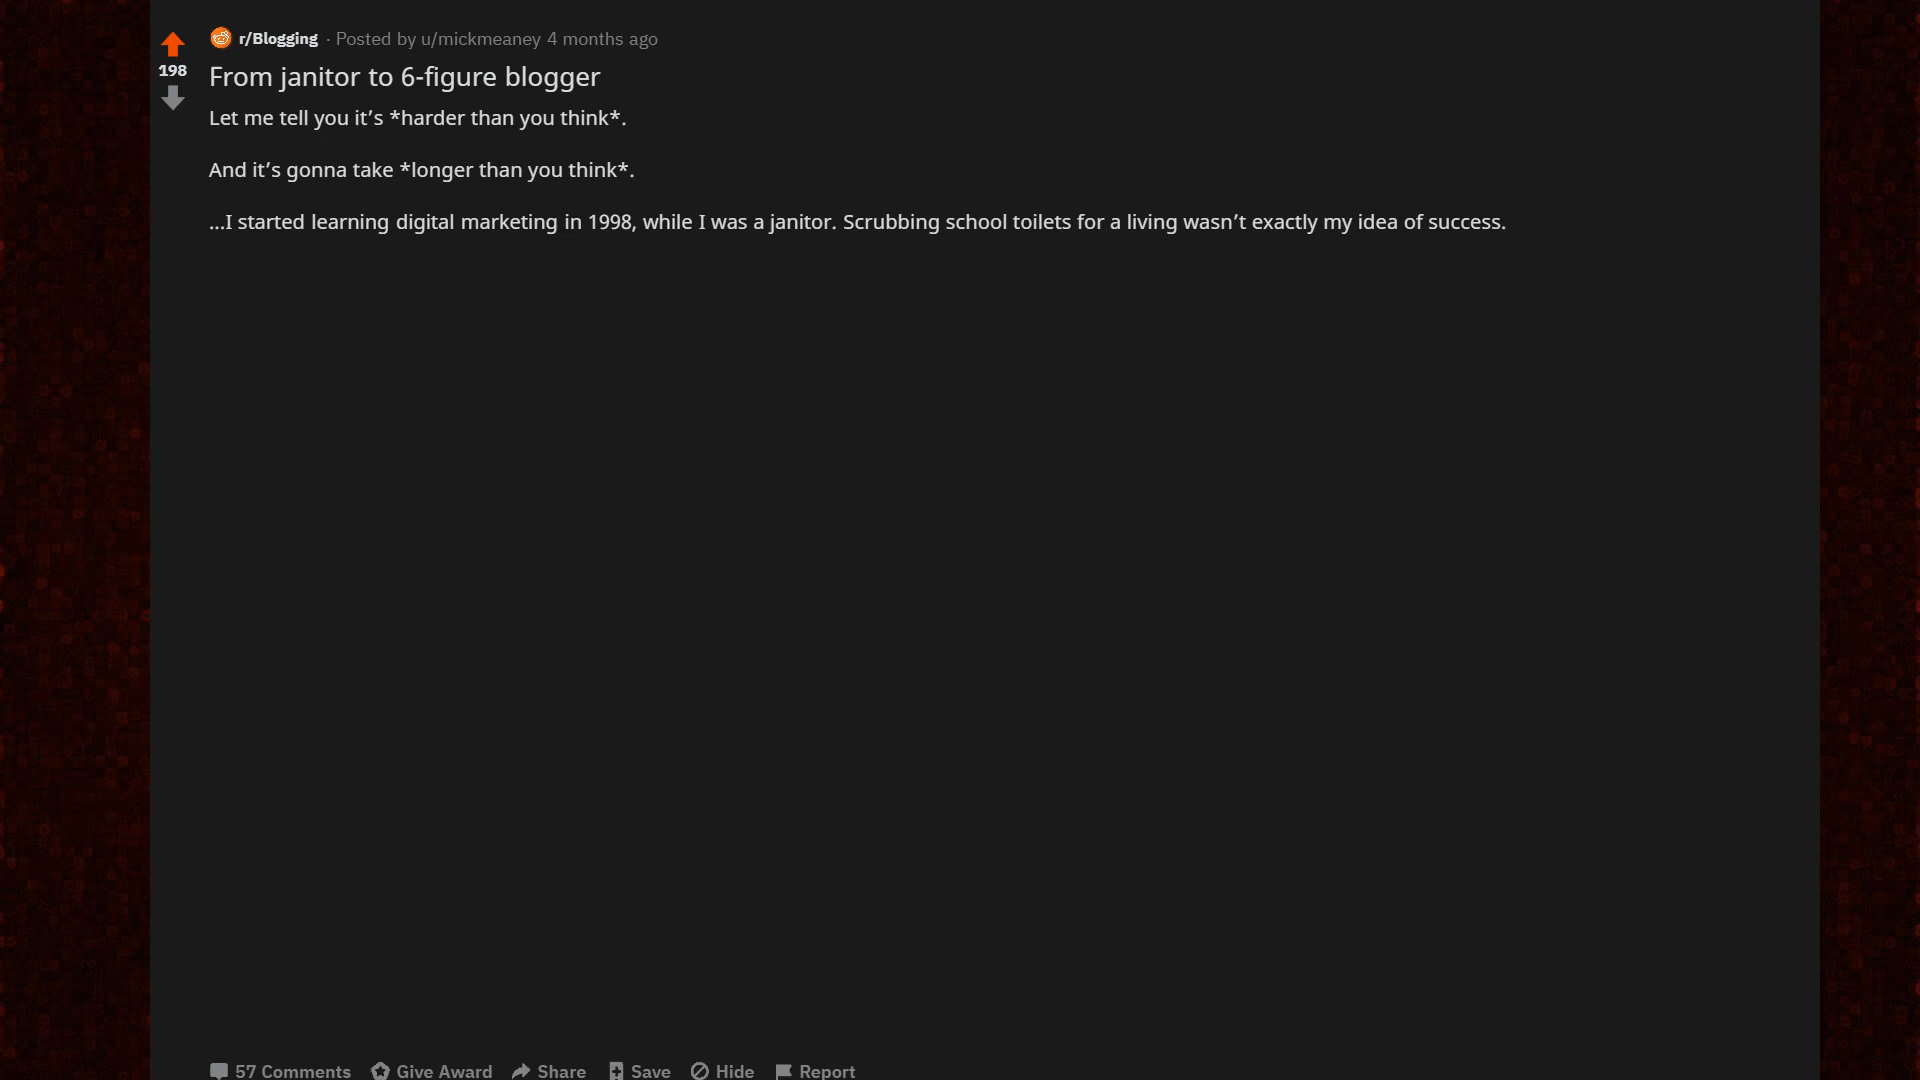 r/Blogging · Posted by u/mickmeaney 4 months ago
198
From janitor to 6-figure blogger
Let me tell you it’s *harder than you think*.
And it’s gonna take *longer than you think*.
...I started learning digital marketing in 1998, while I was a janitor. Scrubbing school toilets for a living wasn’t exactly my idea of success.
57 Comments Give Award Share Save Hide Report